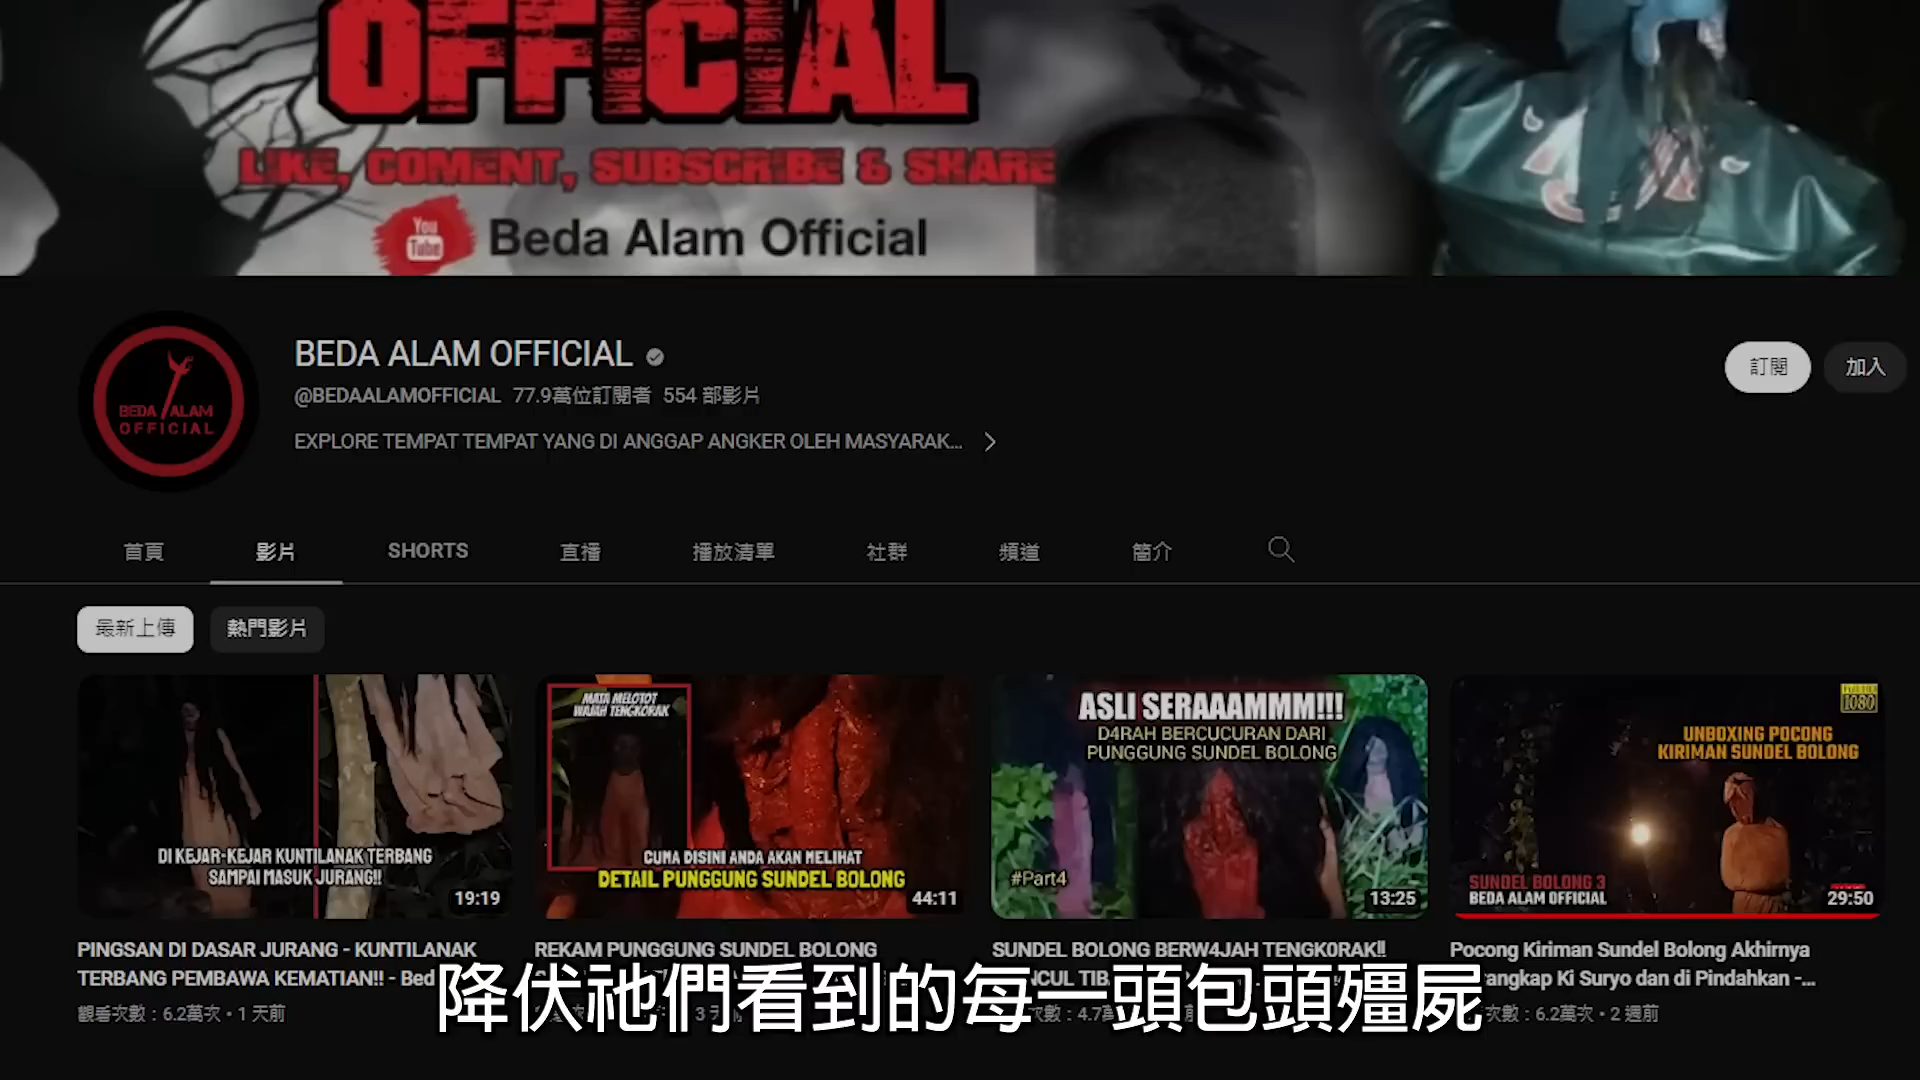 OFFICIAL
LIKE, COMENT, SUBSCRIBE & SHARE
You
Tube
Beda Alam Official
BEDA ALAM
OFFICIAL
BEDA ALAM OFFICIAL
@BEDAALAMOFFICIAL 77.9萬位訂閱者 554 部影片
EXPLORE TEMPAT TEMPAT YANG DI ANGGAP ANGKER OLEH MASYARAK...
訂閱
加入
首頁 影片 SHORTS 直播 播放清單 社群 頻道 簡介
最新上傳 熱門影片
DI KEJAR-KEJAR KUNTILANAK TERBANG
SAMPAI MASUK JURANG!!
19:19
MATA MELOTOT
WAJAH TENGKORAK
CUMA DISINI ANDA AKAN MELIHAT
DETAIL PUNGGUNG SUNDEL BOLONG
44:11
ASLI SERAAAMMM!!!
D4RAH BERCUCURAN DARI
PUNGGUNG SUNDEL BOLONG
#Part4
13:25
1080
UNBOXING POCONG
KIRIMAN SUNDEL BOLONG
SUNDEL BOLONG 3
BEDA ALAM OFFICIAL
29:50
PINGSAN DI DASAR JURANG - KUNTILANAK
TERBANG PEMBAWA KEMATIAN!! - Bed
觀看次數：6.2萬次 • 1 天前
REKAM PUNGGUNG SUNDEL BOLONG
SUNDEL BOLONG BERW4JAH TENGK0RAK!!
Pocong Kiriman Sundel Bolong Akhirnya
dan di Pindahkan -...
次數：6.2萬次 • 2 週前
降伏祂們看到的每一頭包頭殭屍